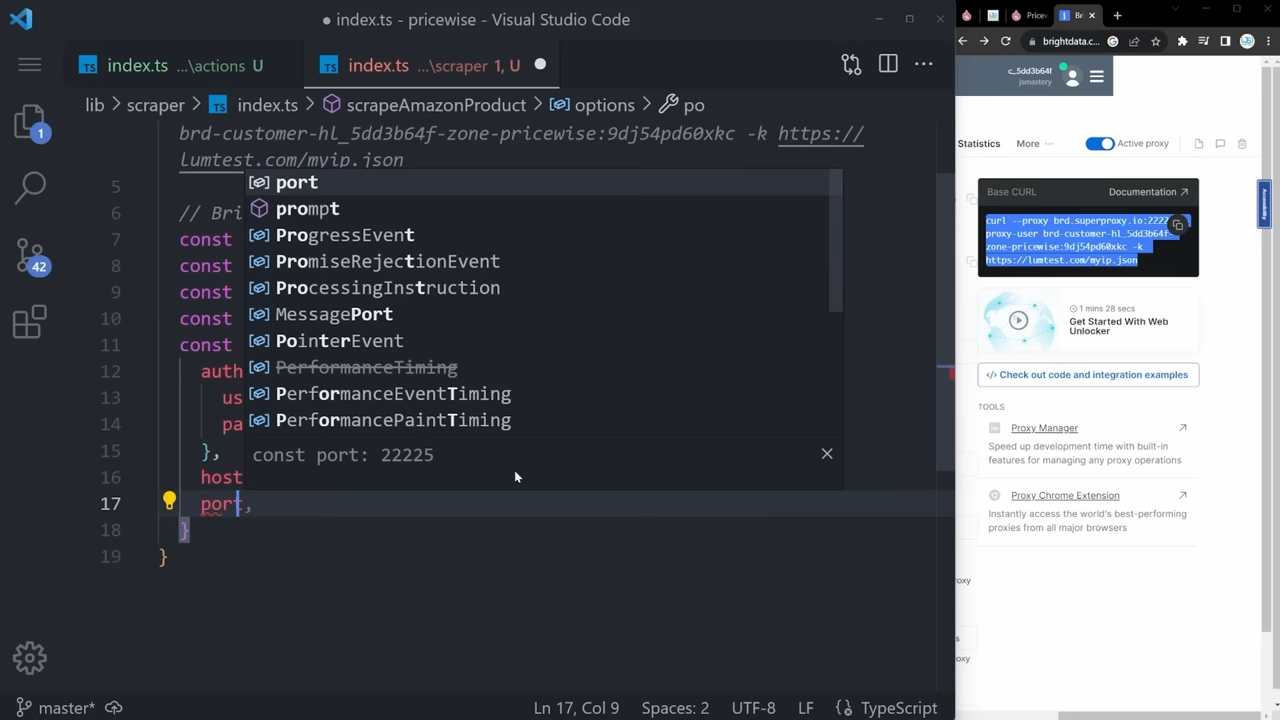 index.ts - pricewise - Visual Studio Code
Pricew
Br
index.ts ...\actions U
index.ts ...\scraper 1, U
brightdata.c...
lib scraper index.ts scrapeAmazonProduct options po
c_5dd3b64f
jsmastery
1
42
brd-customer-hl_5dd3b64f-zone-pricewise:9dj54pd60xkc -k https://
lumtest.com/myip.json
5
6 // Bri
7 const
8 const
9 const
10 const
11 const
12 auth
13 us
14 pa
15 },
16 host
17 port,
18 }
19 }
port
prompt
ProgressEvent
PromiseRejectionEvent
ProcessingInstruction
MessagePort
PointerEvent
PerformanceTiming
PerformanceEventTiming
PerformancePaintTiming
const port: 22225
Statistics More Active proxy
Accessibility
Base CURL Documentation
curl --proxy brd.superproxy.io:2222
proxy-user brd-customer-hl_5dd3b64f-
zone-pricewise:9dj54pd60xkc -k
https://lumtest.com/myip.json
1 mins 28 secs
Get Started With Web
Unlocker
</> Check out code and integration examples
TOOLS
Proxy Manager
Speed up development time with built-in
features for managing any proxy operations
Proxy Chrome Extension
Instantly access the world's best-performing
proxies from all major browsers
master* Ln 17, Col 9 Spaces: 2 UTF-8 LF TypeScript